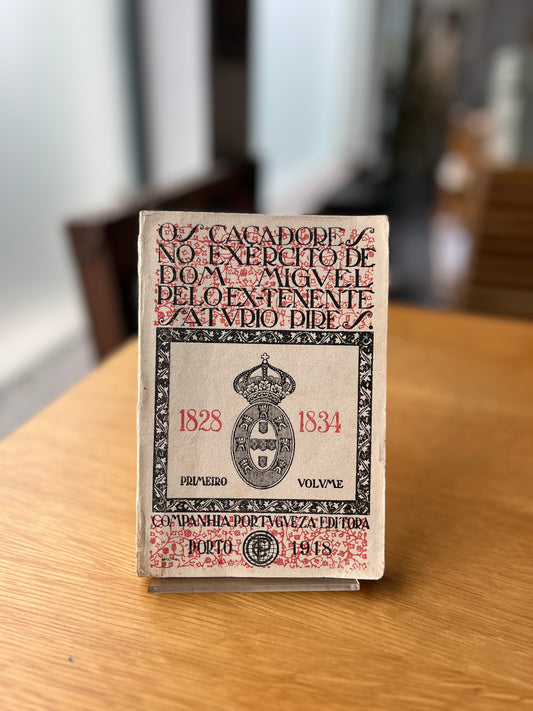 OS CAÇADORES
NO EXERCITO DE
DOM MIGVEL
PELO EX-TENENTE
SATVRIO PIRES.
1828 1834
PRIMEIRO VOLVME
COMPANHIA PORTVGVEZA EDITORA
PORTO 1918